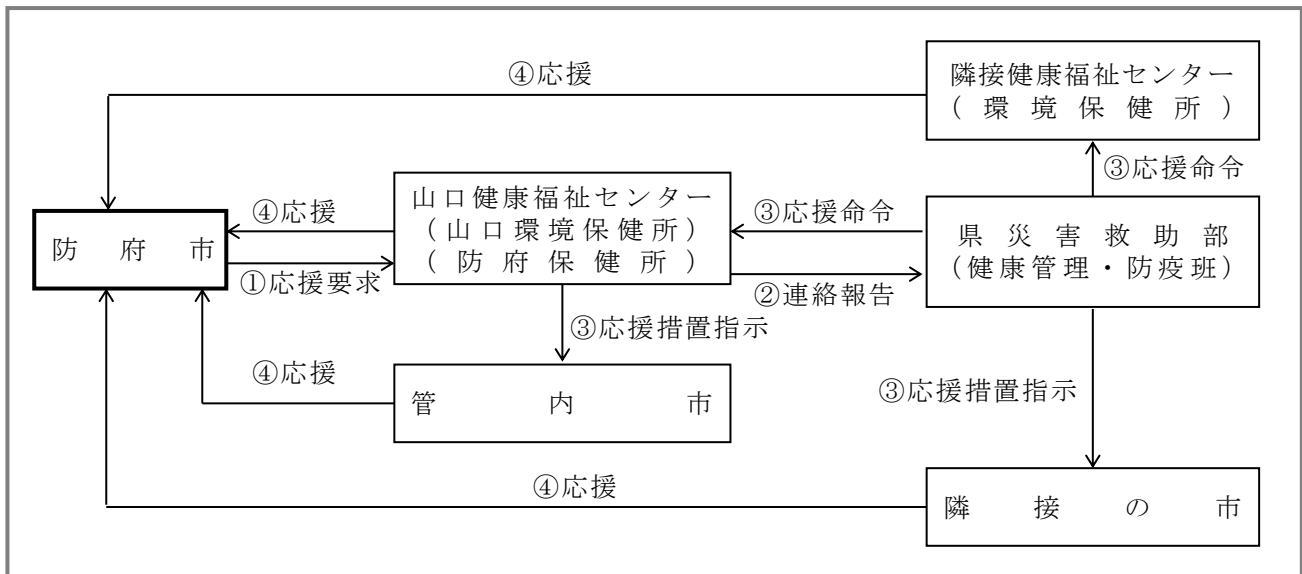 ④応援
隣接健康福祉センター
（環境保健所）
③応援命令
防府市
④応援
①応援要求
山口健康福祉センター
（山口環境保健所）
（防府保健所）
③応援命令
②連絡報告
県災害救助部
（健康管理・防疫班）
③応援措置指示
④応援
管内市
③応援措置指示
④応援
隣接の市